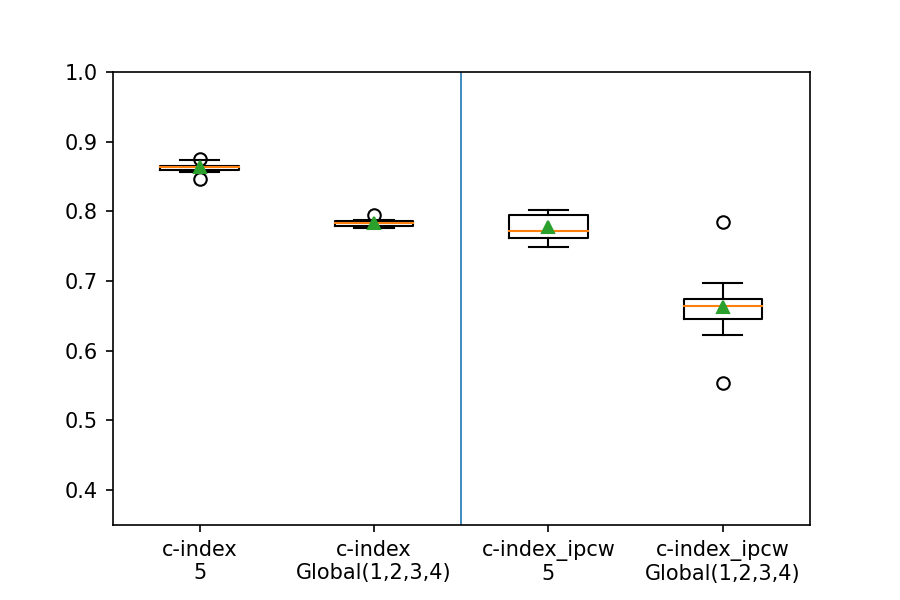 1.0
0.9
0.8
0.7
0.6
0.5
0.4
c-index
5
c-index
Global(1,2,3,4)
c-index_ipcw
5
c-index_ipcw
Global(1,2,3,4)